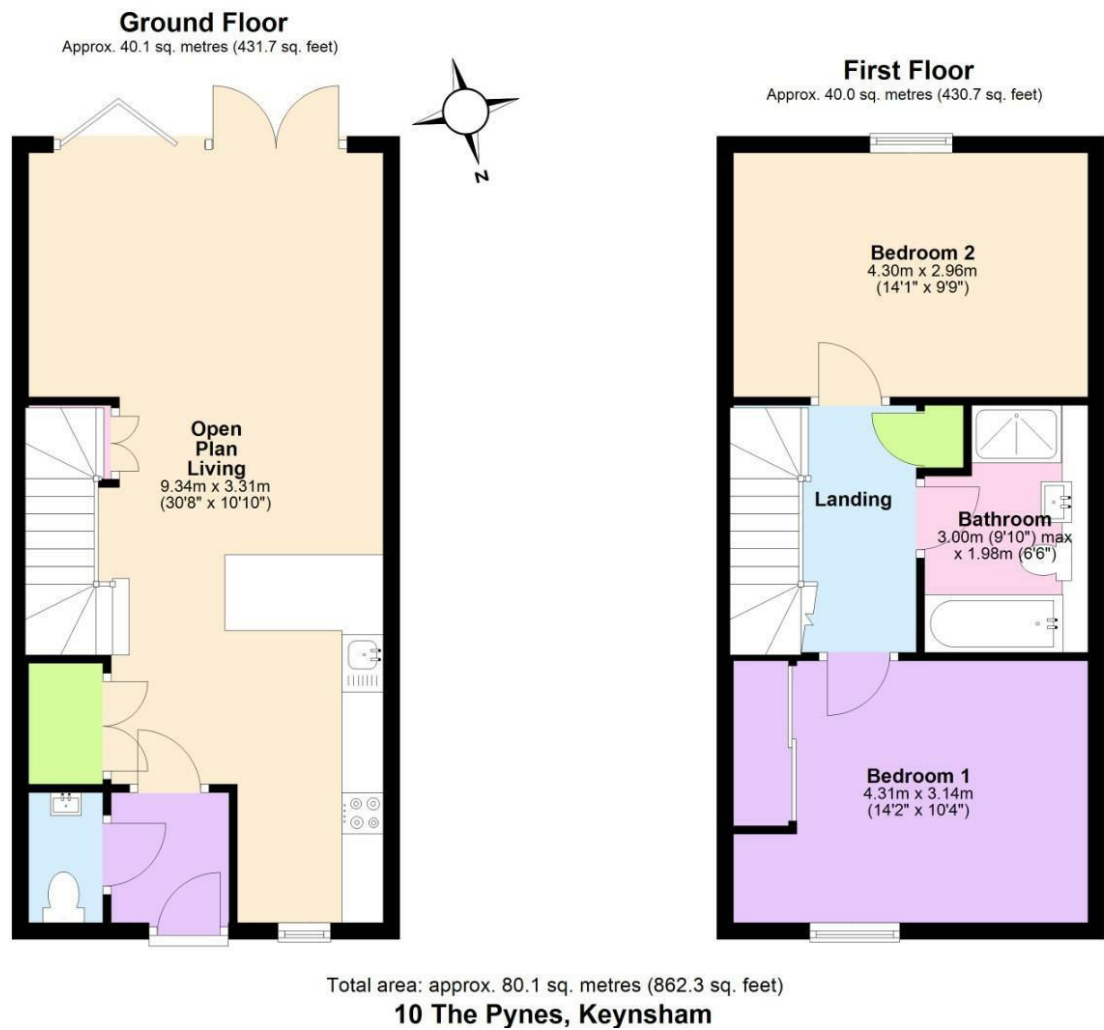 Ground Floor
Approx. 40.1 sq. metres (431.7 sq. feet)
N
Open
Plan
Living
9.34m x 3.31m
(30'8" x 10'10")
First Floor
Approx. 40.0 sq. metres (430.7 sq. feet)
Bedroom 2
4.30m x 2.96m
(14'1" x 9'9")
Landing
Bathroom
3.00m (9'10") max
x 1.98m (6'6")
Bedroom 1
4.31m x 3.14m
(14'2" x 10'4")
Total area: approx. 80.1 sq. metres (862.3 sq. feet)
10 The Pynes, Keynsham